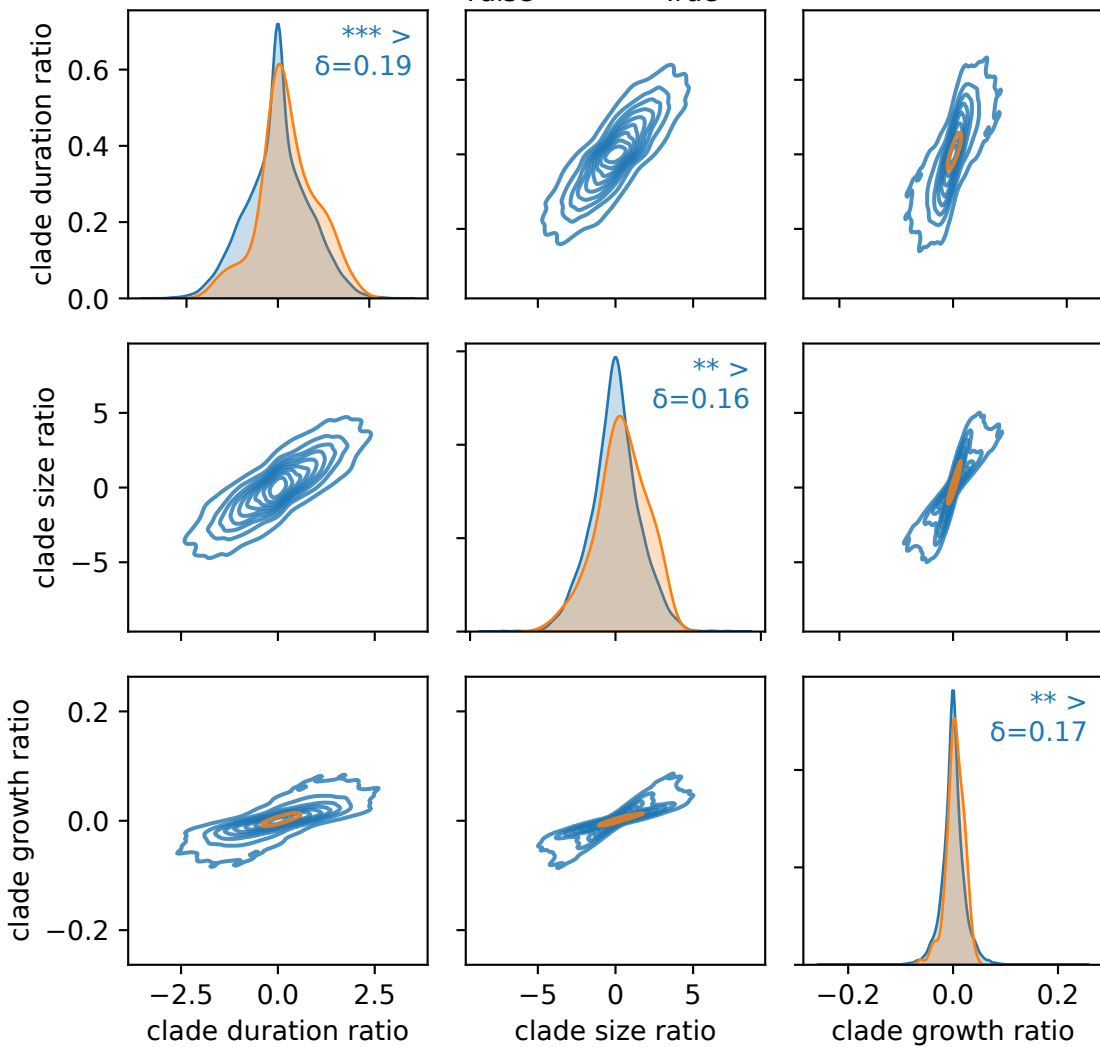 clade duration ratio
0.6
0.4
0.2
0.0
*** >
δ=0.19
clade size ratio
5
0
−5
** >
δ=0.16
clade growth ratio
0.2
0.0
−0.2
** >
δ=0.17
−2.5 0.0 2.5
−5 0 5
−0.2 0.0 0.2
clade duration ratio
clade size ratio
clade growth ratio